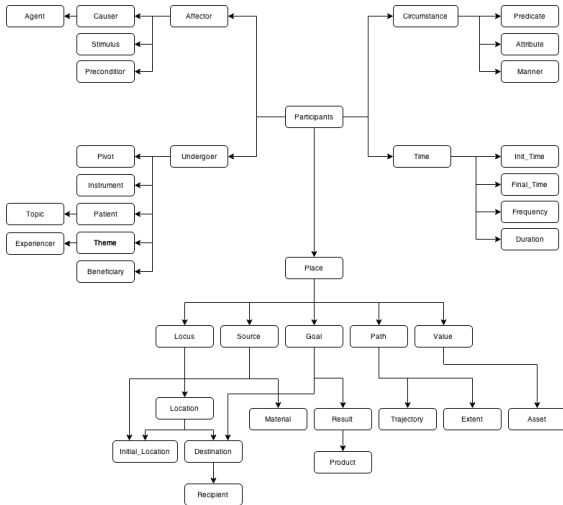 Agent
Causer
Affector
Circumstance
Predicate
Stimulus
Attribute
Preconditior
Manner
Participants
Pivot
Undergoer
Time
Init_Time
Instrument
Final_Time
Topic
Patient
Frequency
Experiencer
Theme
Duration
Beneficiary
Place
Locus
Source
Goal
Path
Value
Location
Material
Result
Trajectory
Extent
Asset
Initial_Location
Destination
Product
Recipient